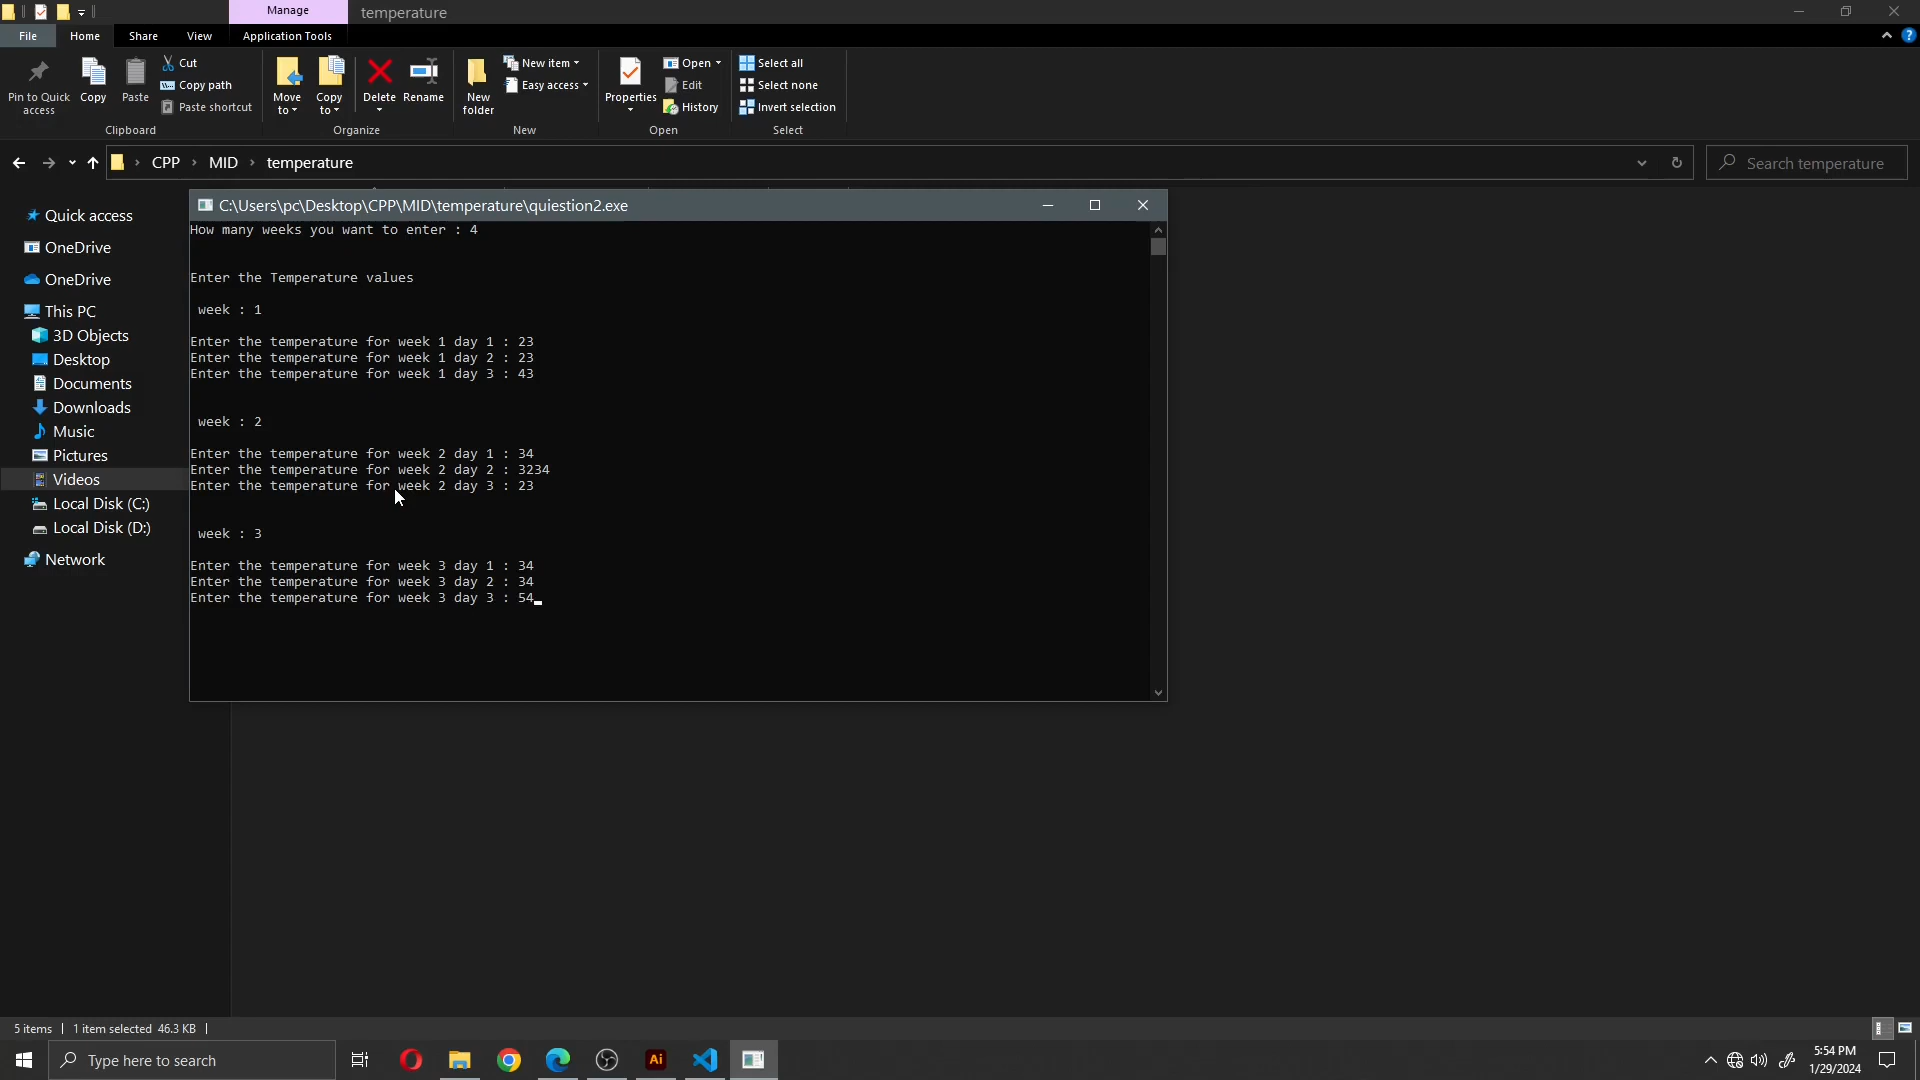 Manage
temperature
File
Home
Share
View
Application Tools
Pin to Quick access
Copy
Paste
Cut
Copy path
Paste shortcut
Clipboard
Move to
Copy to
Delete
Rename
Organize
New folder
New item
Easy access
New
Properties
Open
Edit
History
Open
Select all
Select none
Invert selection
Select
CPP > MID > temperature
Search temperature
Quick access
OneDrive
OneDrive
This PC
3D Objects
Desktop
Documents
Downloads
Music
Pictures
Videos
Local Disk (C:)
Local Disk (D:)
Network
C:\Users\pc\Desktop\CPP\MID\temperature\quiestion2.exe
How many weeks you want to enter : 4
Enter the Temperature values
week : 1
Enter the temperature for week 1 day 1 : 23
Enter the temperature for week 1 day 2 : 23
Enter the temperature for week 1 day 3 : 43
week : 2
Enter the temperature for week 2 day 1 : 34
Enter the temperature for week 2 day 2 : 3234
Enter the temperature for week 2 day 3 : 23
week : 3
Enter the temperature for week 3 day 1 : 34
Enter the temperature for week 3 day 2 : 34
Enter the temperature for week 3 day 3 : 54
5 items
1 item selected 46.3 KB
Type here to search
Ai
5:54 PM
1/29/2024